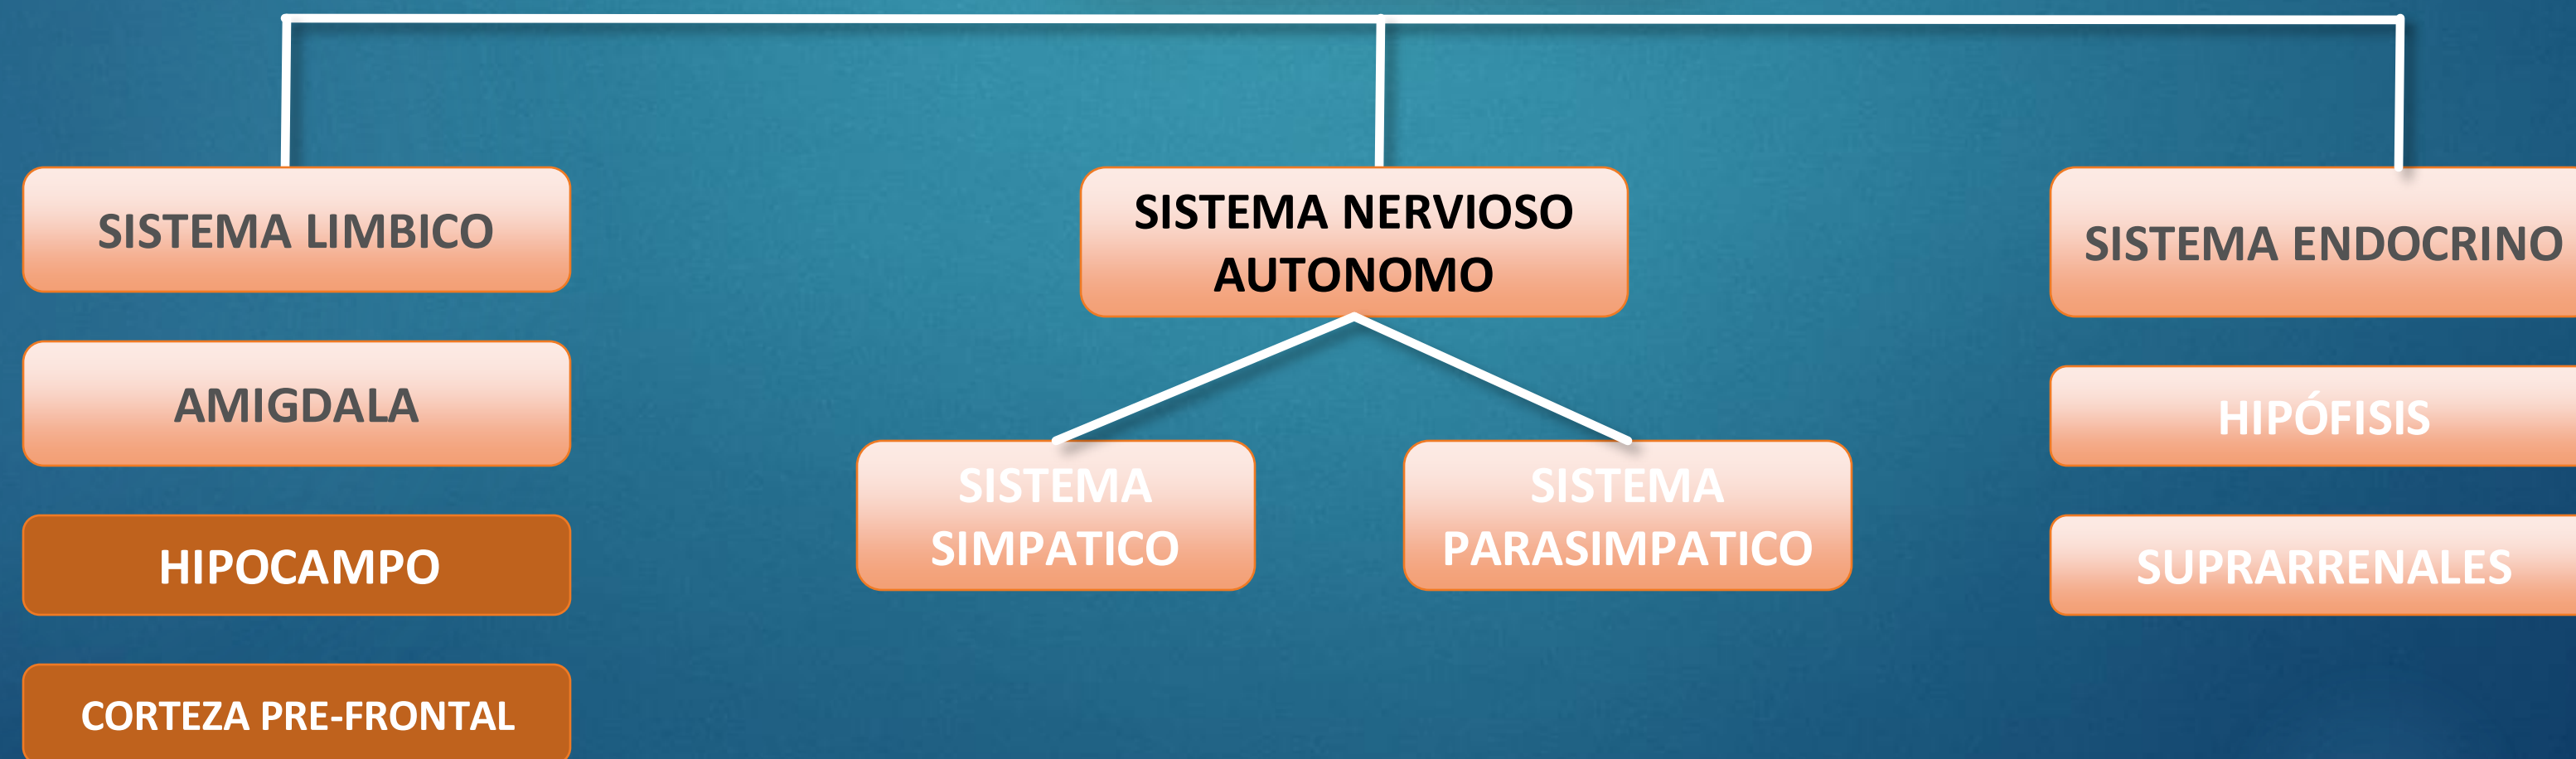 SISTEMA LIMBICO
AMIGDALA
HIPOCAMPO
CORTEZA PRE-FRONTAL
SISTEMA NERVIOSO
AUTONOMO
SISTEMA
SIMPATICO
SISTEMA
PARASIMPATICO
SISTEMA ENDOCRINO
HIPÓFISIS
SUPRARRENALES